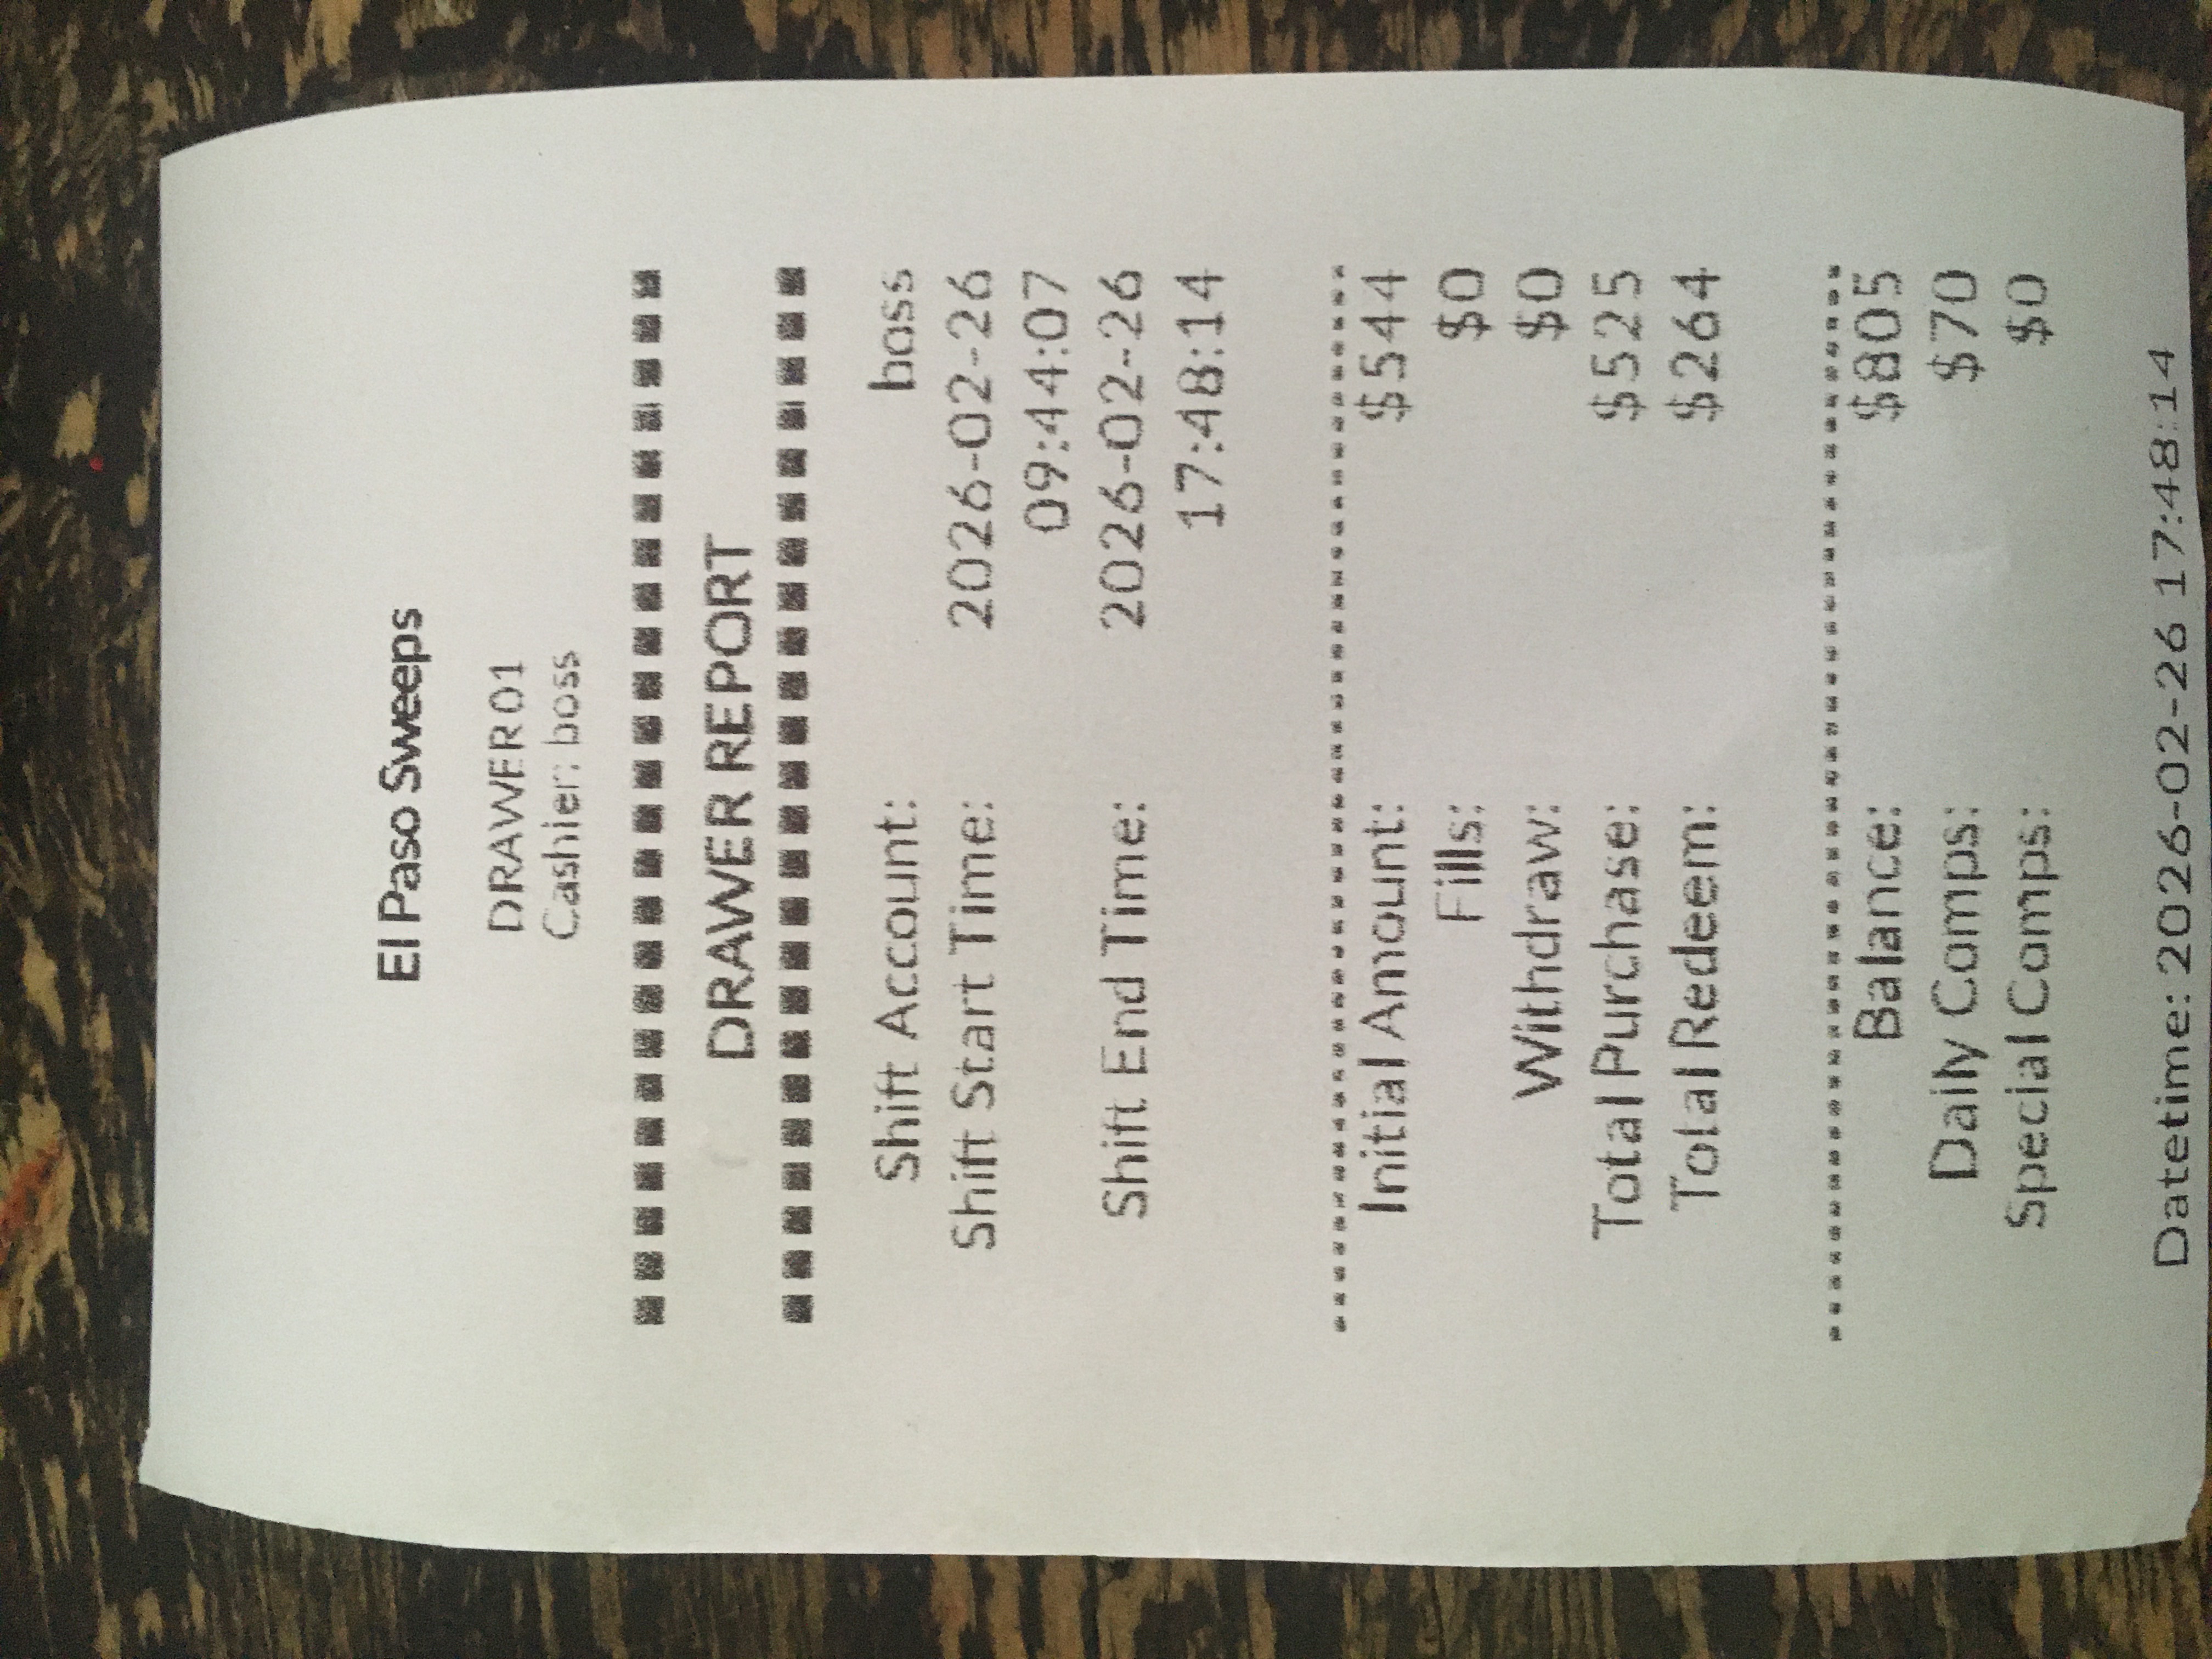 El Paso Sweeps
DRAWER01
Cashier: boss
DRAWER REPORT
Shift Account: boss
Shift Start Time: 2026-02-26
09:44:07
Shift End Time: 2026-02-26
17:48:14
Initial Amount: $544
Fills: $0
Withdraw: $0
Total Purchase: $525
Total Redeem: $264
Balance: $805
Daily Comps: $70
Special Comps: $0
Datetime: 2026-02-26 17:48:14